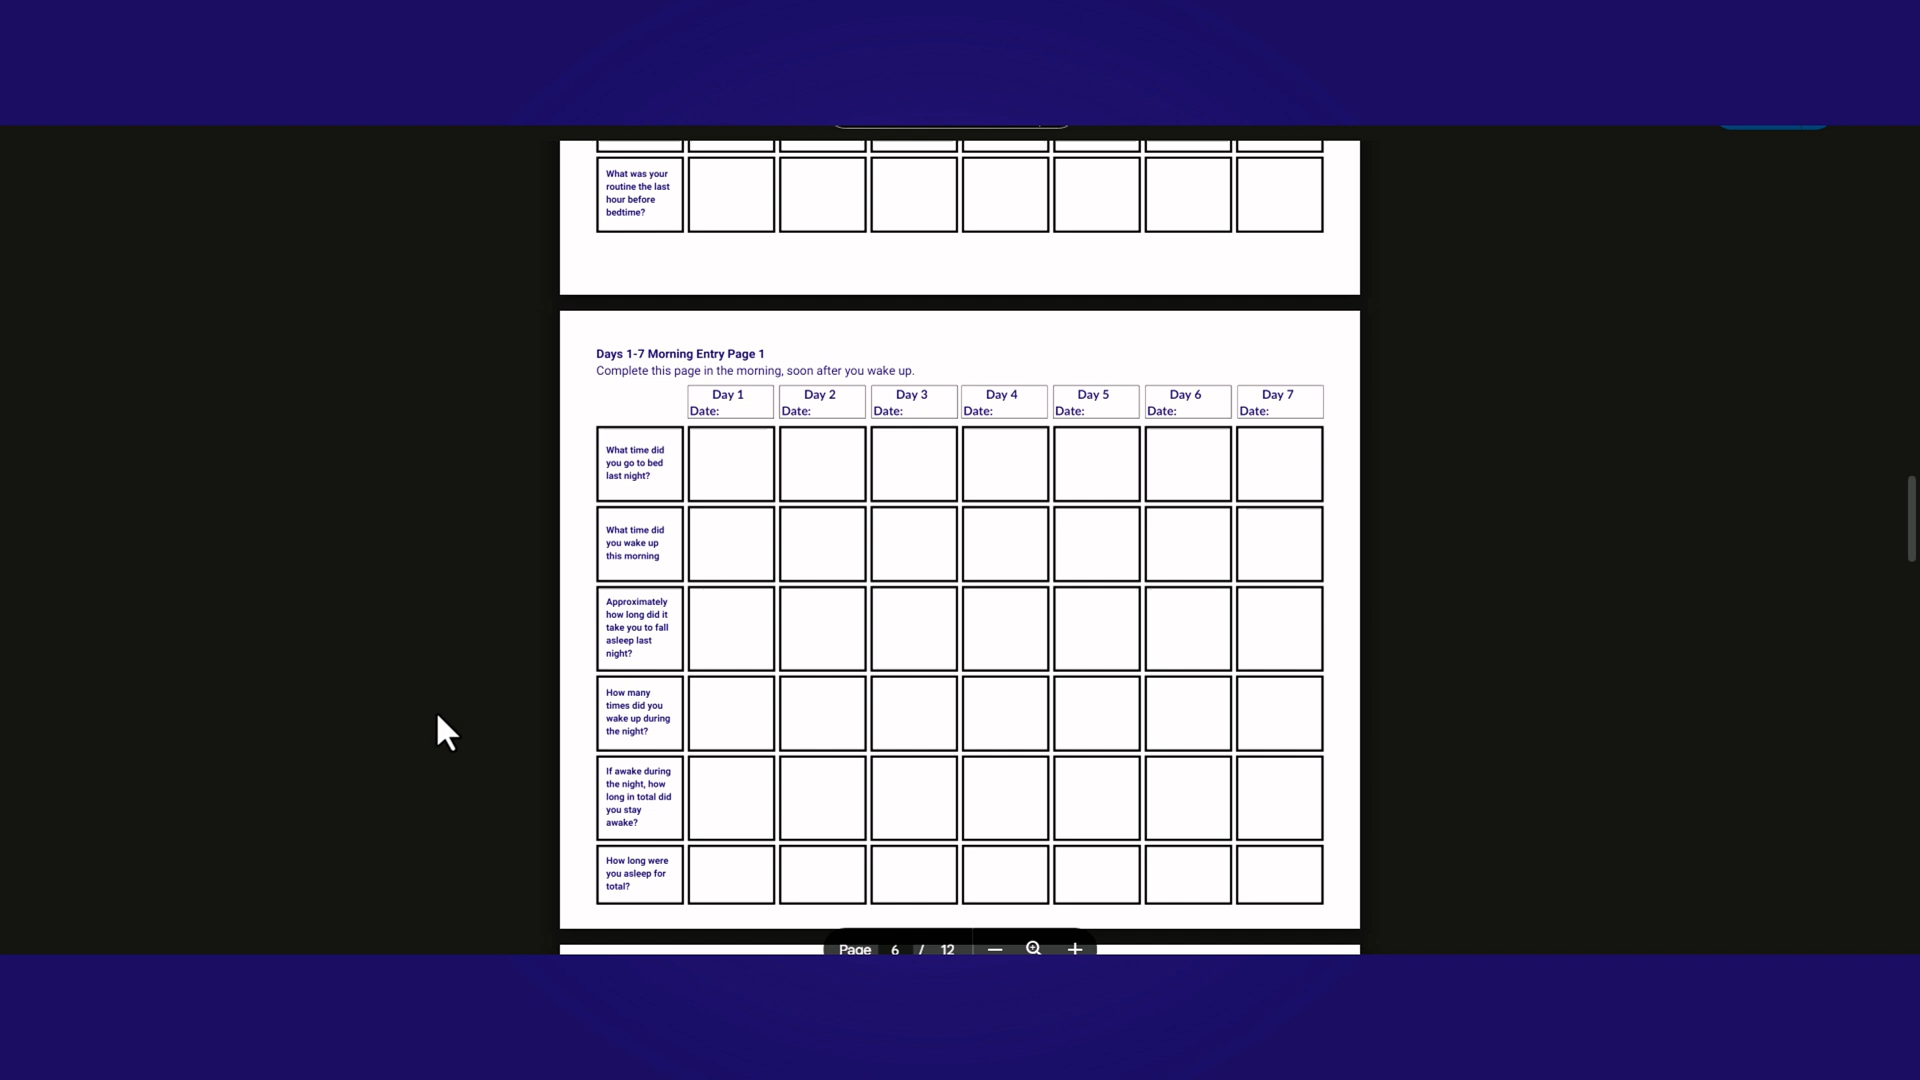 What was your
routine the last
hour before
bedtime?
Days 1-7 Morning Entry Page 1
Complete this page in the morning, soon after you wake up.
Day 1 Day 2 Day 3 Day 4 Day 5 Day 6 Day 7
Date: Date: Date: Date: Date: Date: Date:
What time did
you go to bed
last night?
What time did
you wake up
this morning
Approximately
how long did it
take you to fall
asleep last
night?
How many
times did you
wake up during
the night?
If awake during
the night, how
long in total did
you stay
awake?
How long were
you asleep for
total?
Page 6 / 12